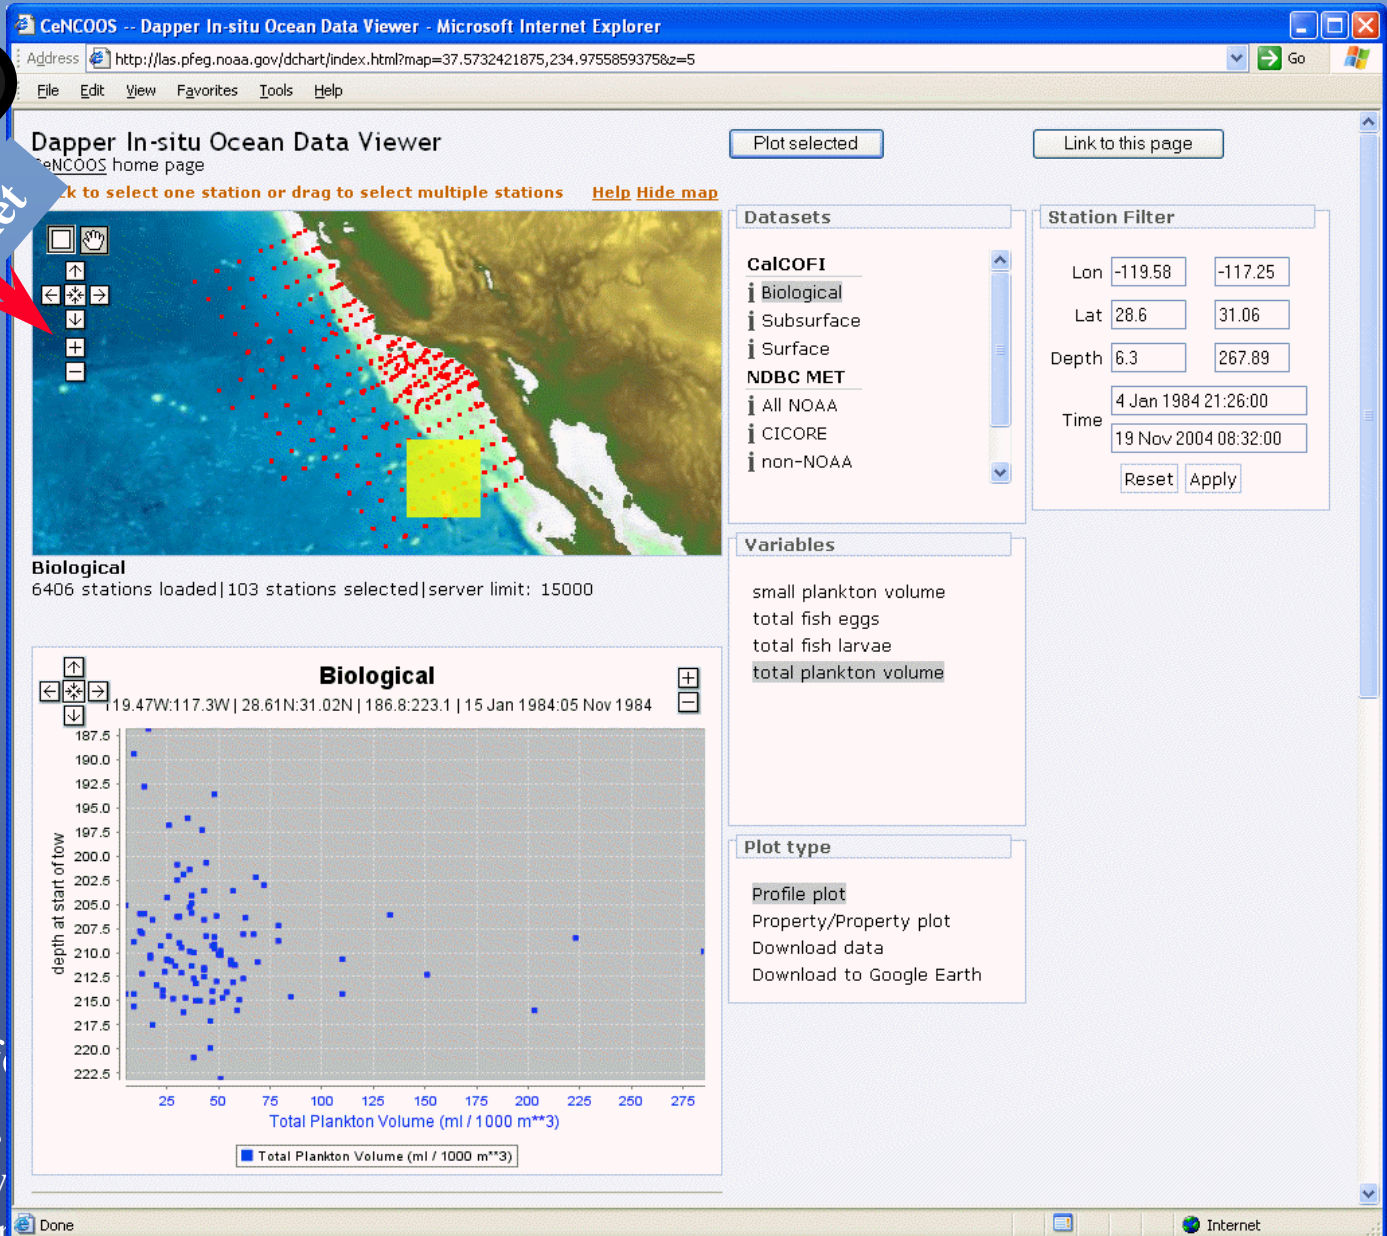 CeNCOOS -- Dapper In-situ Ocean Data Viewer - Microsoft Internet Explorer
Address http://las.pfeg.noaa.gov/dchart/index.html?map=37.5732421875,234.9755859375&z=5 Go
File Edit View Favorites Tools Help
Dapper In-situ Ocean Data Viewer
CeNCOOS home page
to select one station or drag to select multiple stations Help Hide map
Plot selected
Link to this page
Datasets
CalCOFI
i Biological
i Subsurface
i Surface
NDBC MET
i All NOAA
i CICORE
i non-NOAA
Station Filter
Lon -119.58 -117.25
Lat 28.6 31.06
Depth 6.3 267.89
Time 4 Jan 1984 21:26:00
19 Nov 2004 08:32:00
Reset Apply
Biological
6406 stations loaded|103 stations selected|server limit: 15000
Variables
small plankton volume
total fish eggs
total fish larvae
total plankton volume
Plot type
Profile plot
Property/Property plot
Download data
Download to Google Earth
Biological
119.47W:117.3W | 28.61N:31.02N | 186.8:223.1 | 15 Jan 1984:05 Nov 1984
depth at start of tow
187.5
190.0
192.5
195.0
197.5
200.0
202.5
205.0
207.5
210.0
212.5
215.0
217.5
220.0
222.5
25 50 75 100 125 150 175 200 225 250 275
Total Plankton Volume (ml / 1000 m**3)
Total Plankton Volume (ml / 1000 m**3)
Done
Internet